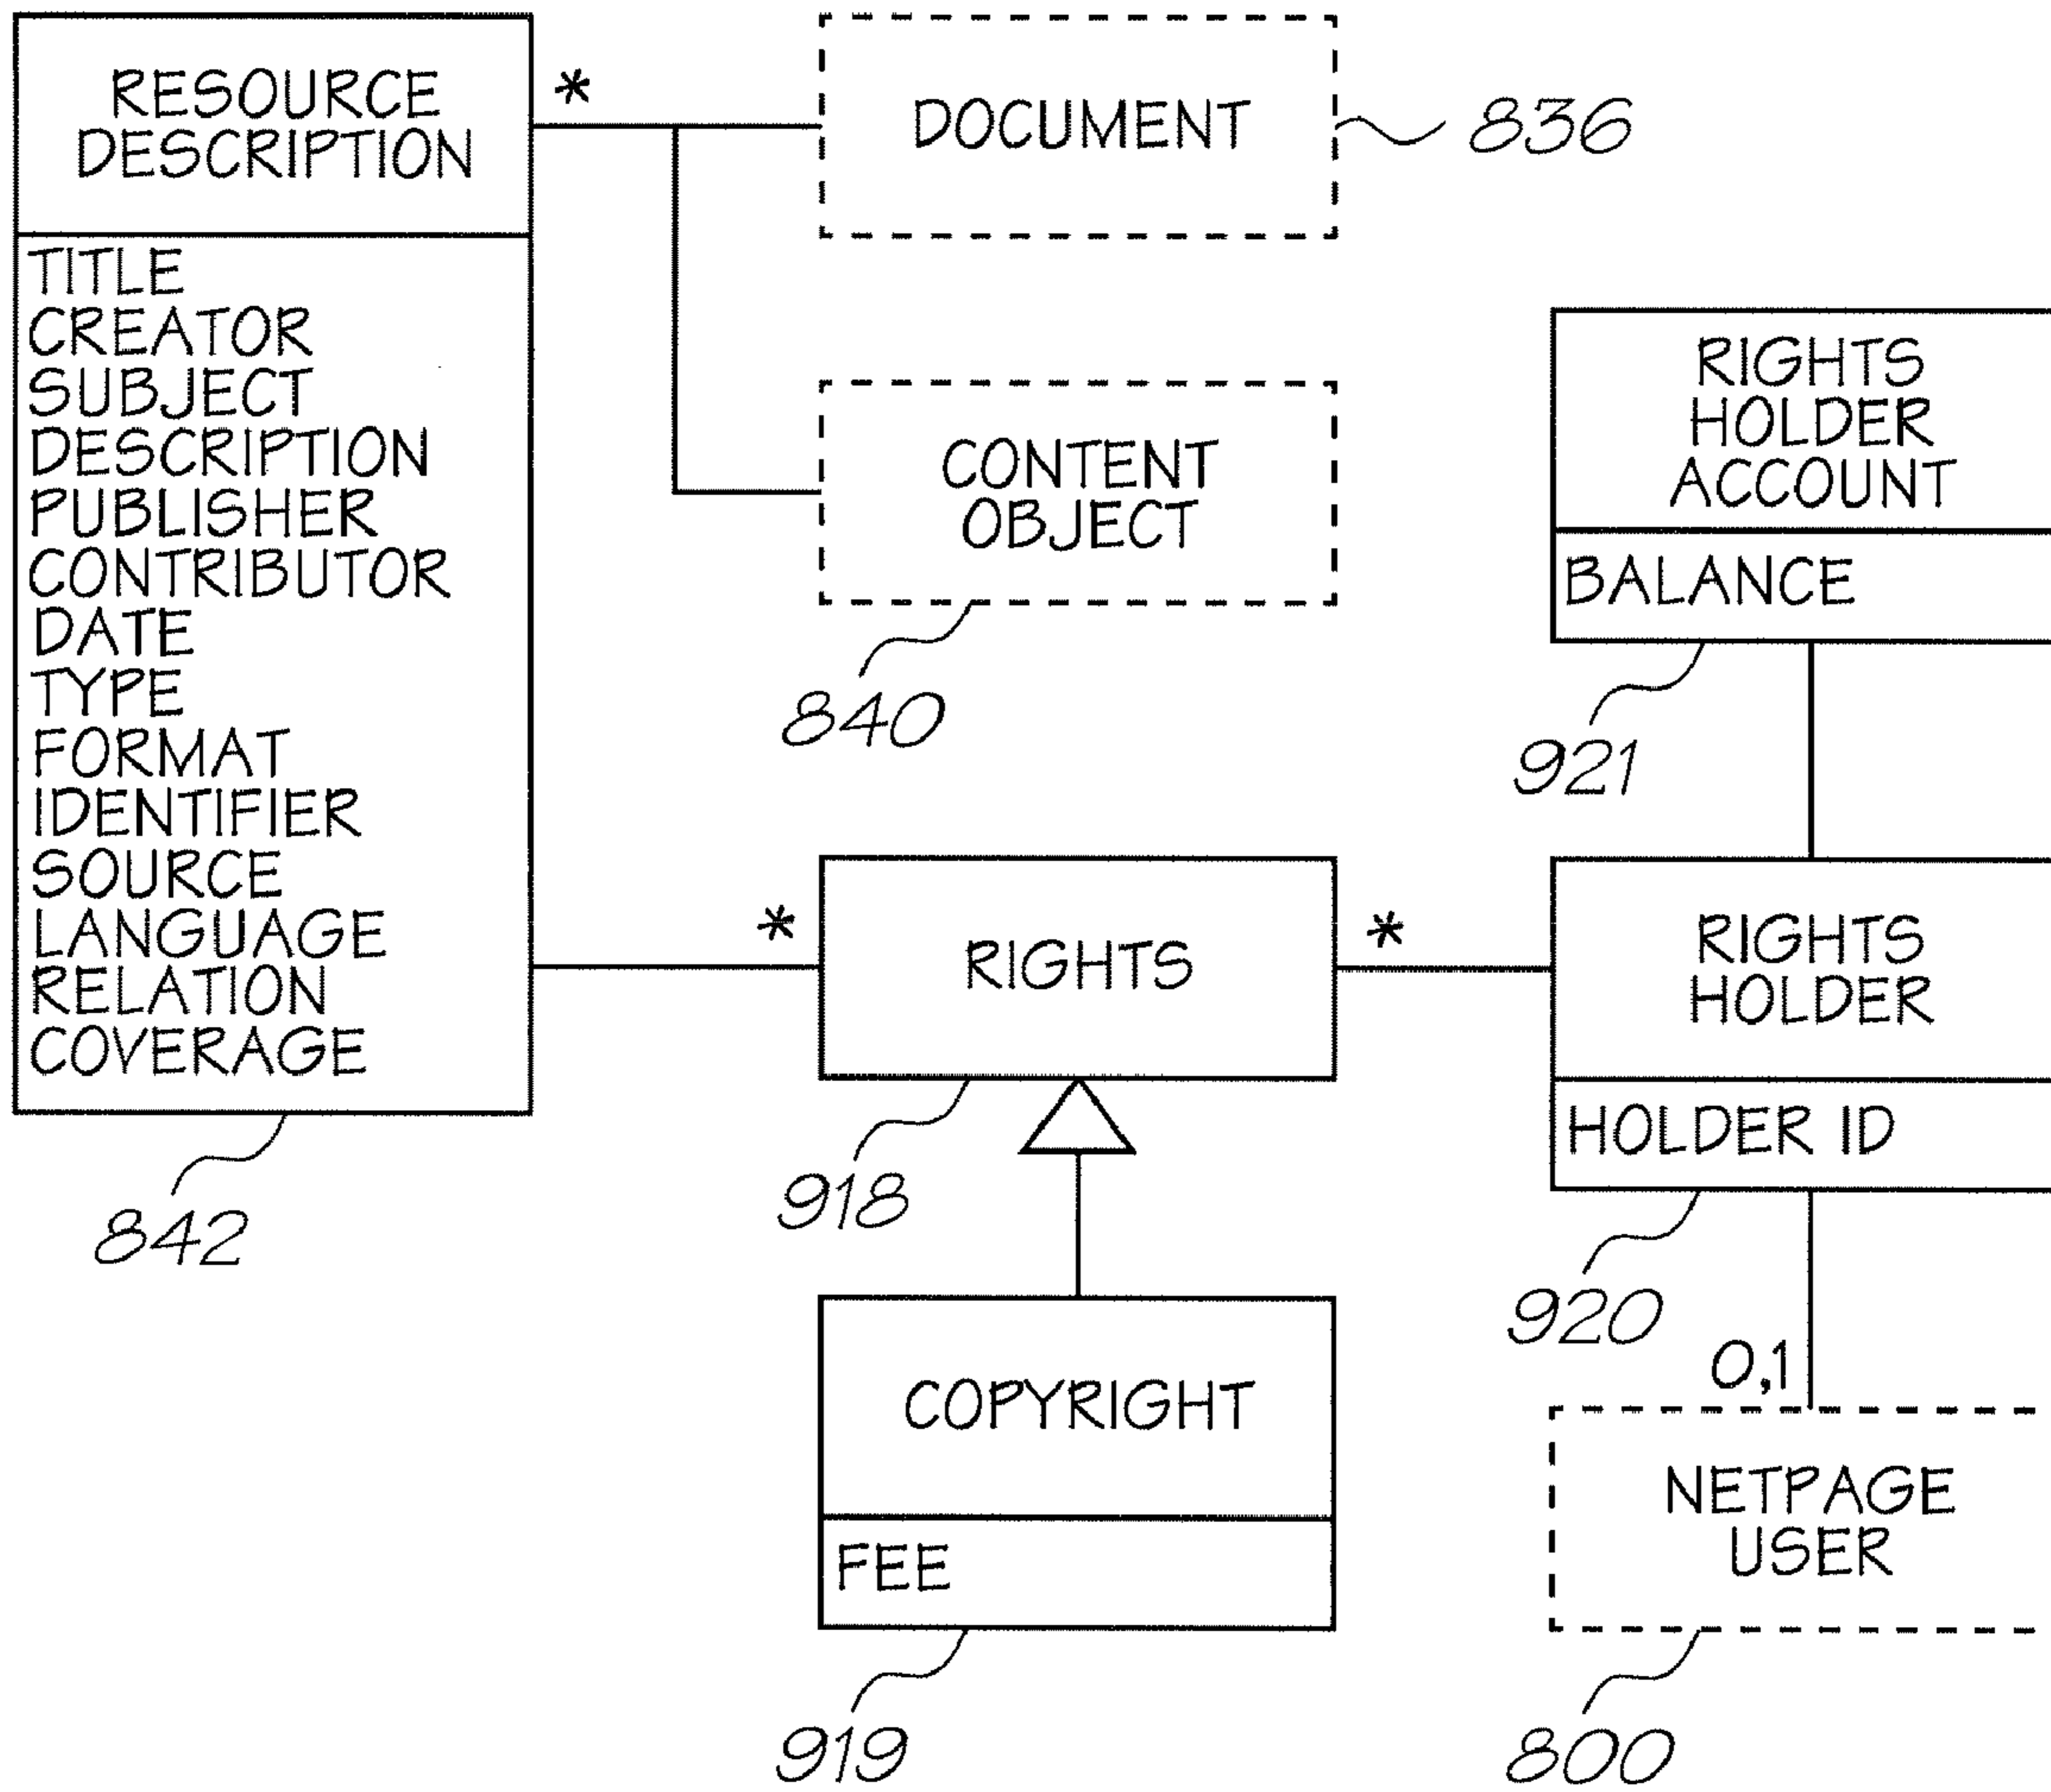 RESOURCE
DESCRIPTION
*
TITLE
CREATOR
SUBJECT
DESCRIPTION
PUBLISHER
CONTRIBUTOR
DATE
TYPE
FORMAT
IDENTIFIER
SOURCE
LANGUAGE
RELATION
COVERAGE
842
DOCUMENT
836
CONTENT
OBJECT
840
RIGHTS
HOLDER
ACCOUNT
BALANCE
921
*
RIGHTS
*
918
RIGHTS
HOLDER
HOLDER ID
920
0,1
COPYRIGHT
FEE
919
NETPAGE
USER
800